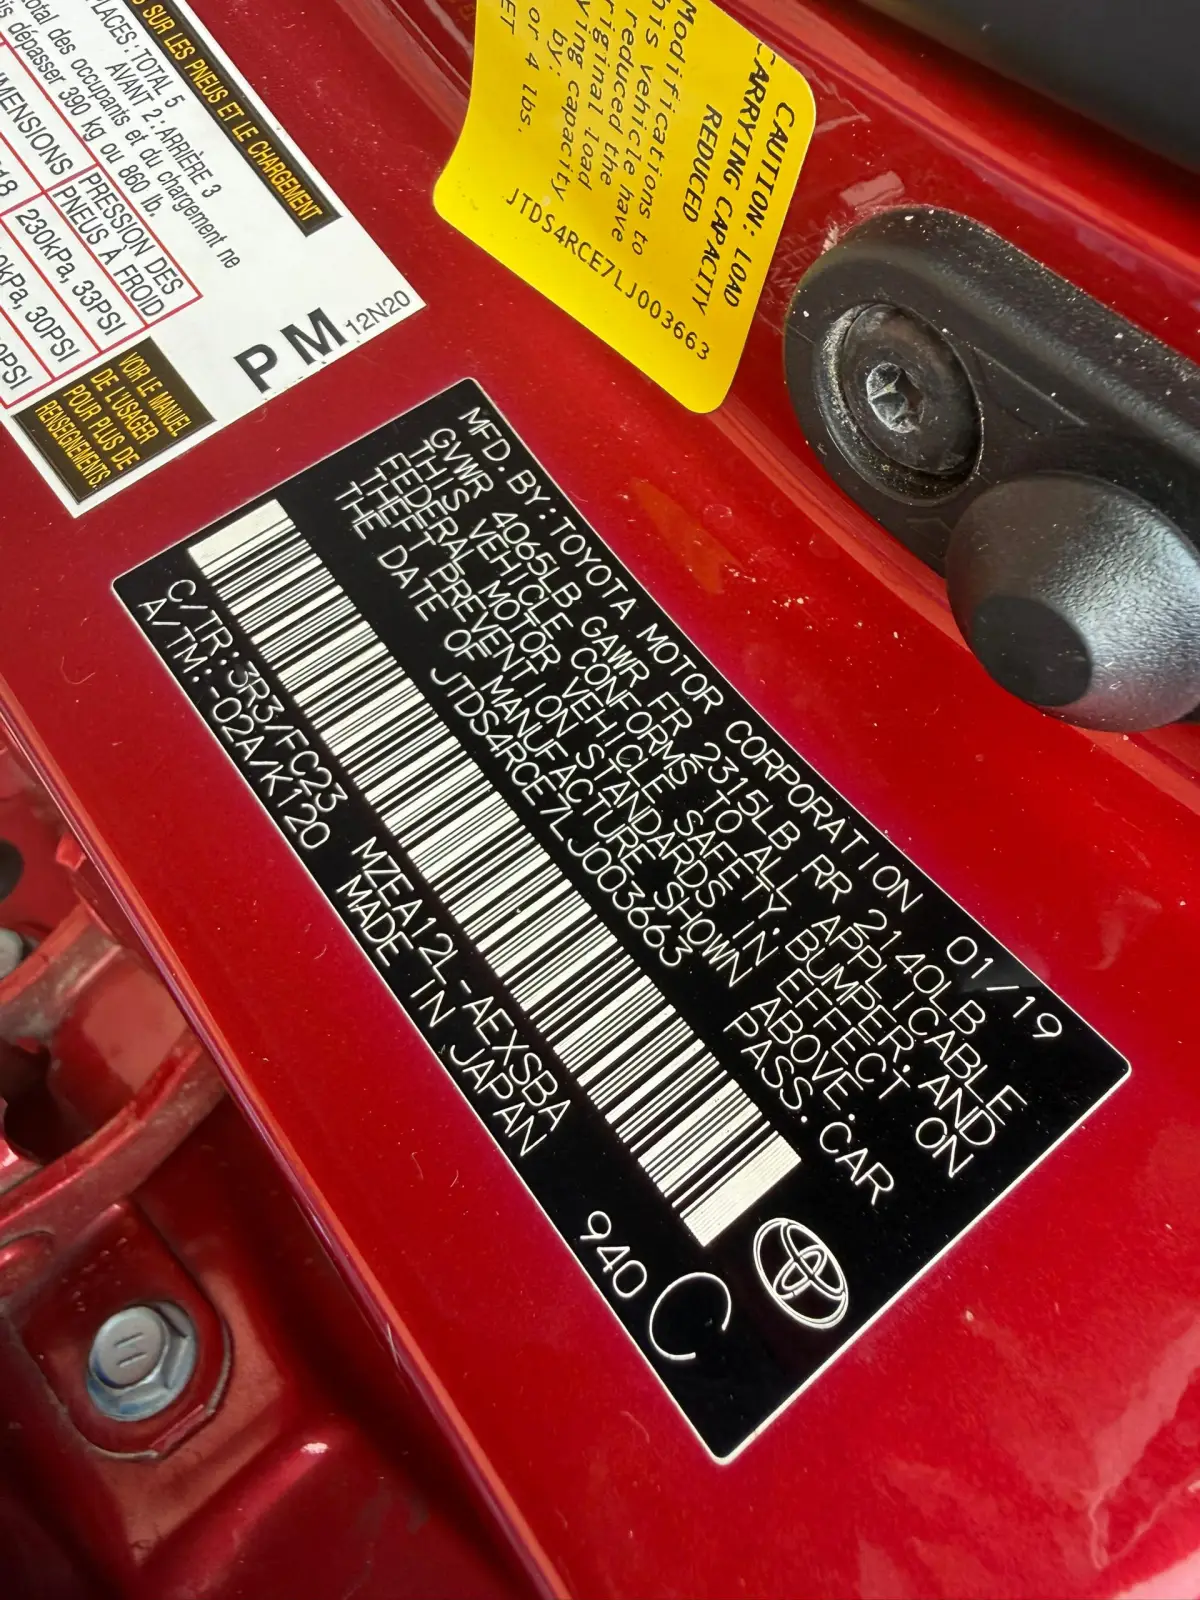 SUR LES PNEUS ET LE CHARGEMENT
PLACES: TOTAL 5
AVANT 2: ARRIÈRE 3
total des occupants et du chargement ne
dépasser 390 kg ou 860 lb.
PRESSION DES
PNEUS À FROID
230kPa, 33PSI
30PSI
VOIR LE MANUEL
DE L'USAGER
POUR PLUS DE
RENSEIGNEMENTS.
PM
12N20
CAUTION: LOAD
CARRYING CAPACITY
REDUCED
Modifications to
this vehicle have
reduced the
original load
capacity
by:
or 4 lbs.
JTDS4RCE7LJ003663
MFD. BY: TOYOTA MOTOR CORPORATION 01/19
GVWR 4065LB GAWR FR 2315LB RR 2140LB
THIS VEHICLE CONFORMS TO ALL APPLICABLE
FEDERAL MOTOR VEHICLE SAFETY, BUMPER, AND
THEFT PREVENTION STANDARDS IN EFFECT ON
THE DATE OF MANUFACTURE SHOWN ABOVE.
JTDS4RCE7LJ003663 PASS. CAR
C/TR: 3R3/FC23 MZEA12L-AEXSBA 940
A/TM: -02A/K120 MADE IN JAPAN C